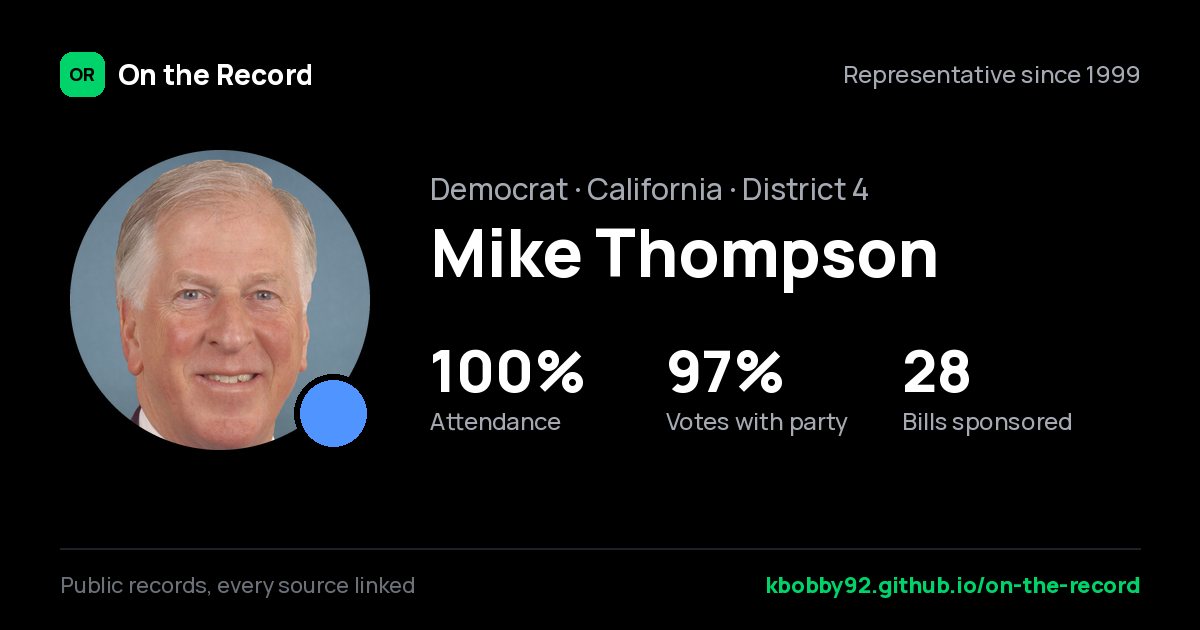 OR On the Record
Representative since 1999
Democrat · California · District 4
Mike Thompson
100% 97% 28
Attendance Votes with party Bills sponsored
Public records, every source linked
kbobby92.github.io/on-the-record